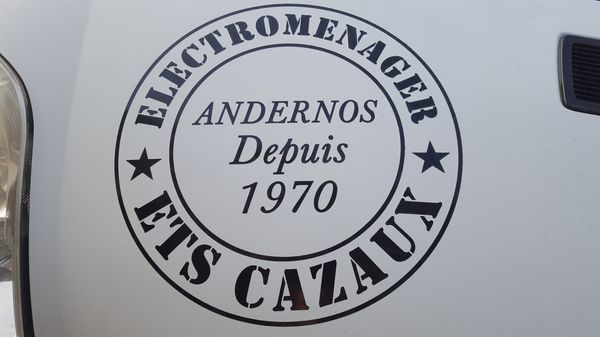 ELECTROMENAGER
ANDERNOS
Depuis
1970
ETS CAZAUX